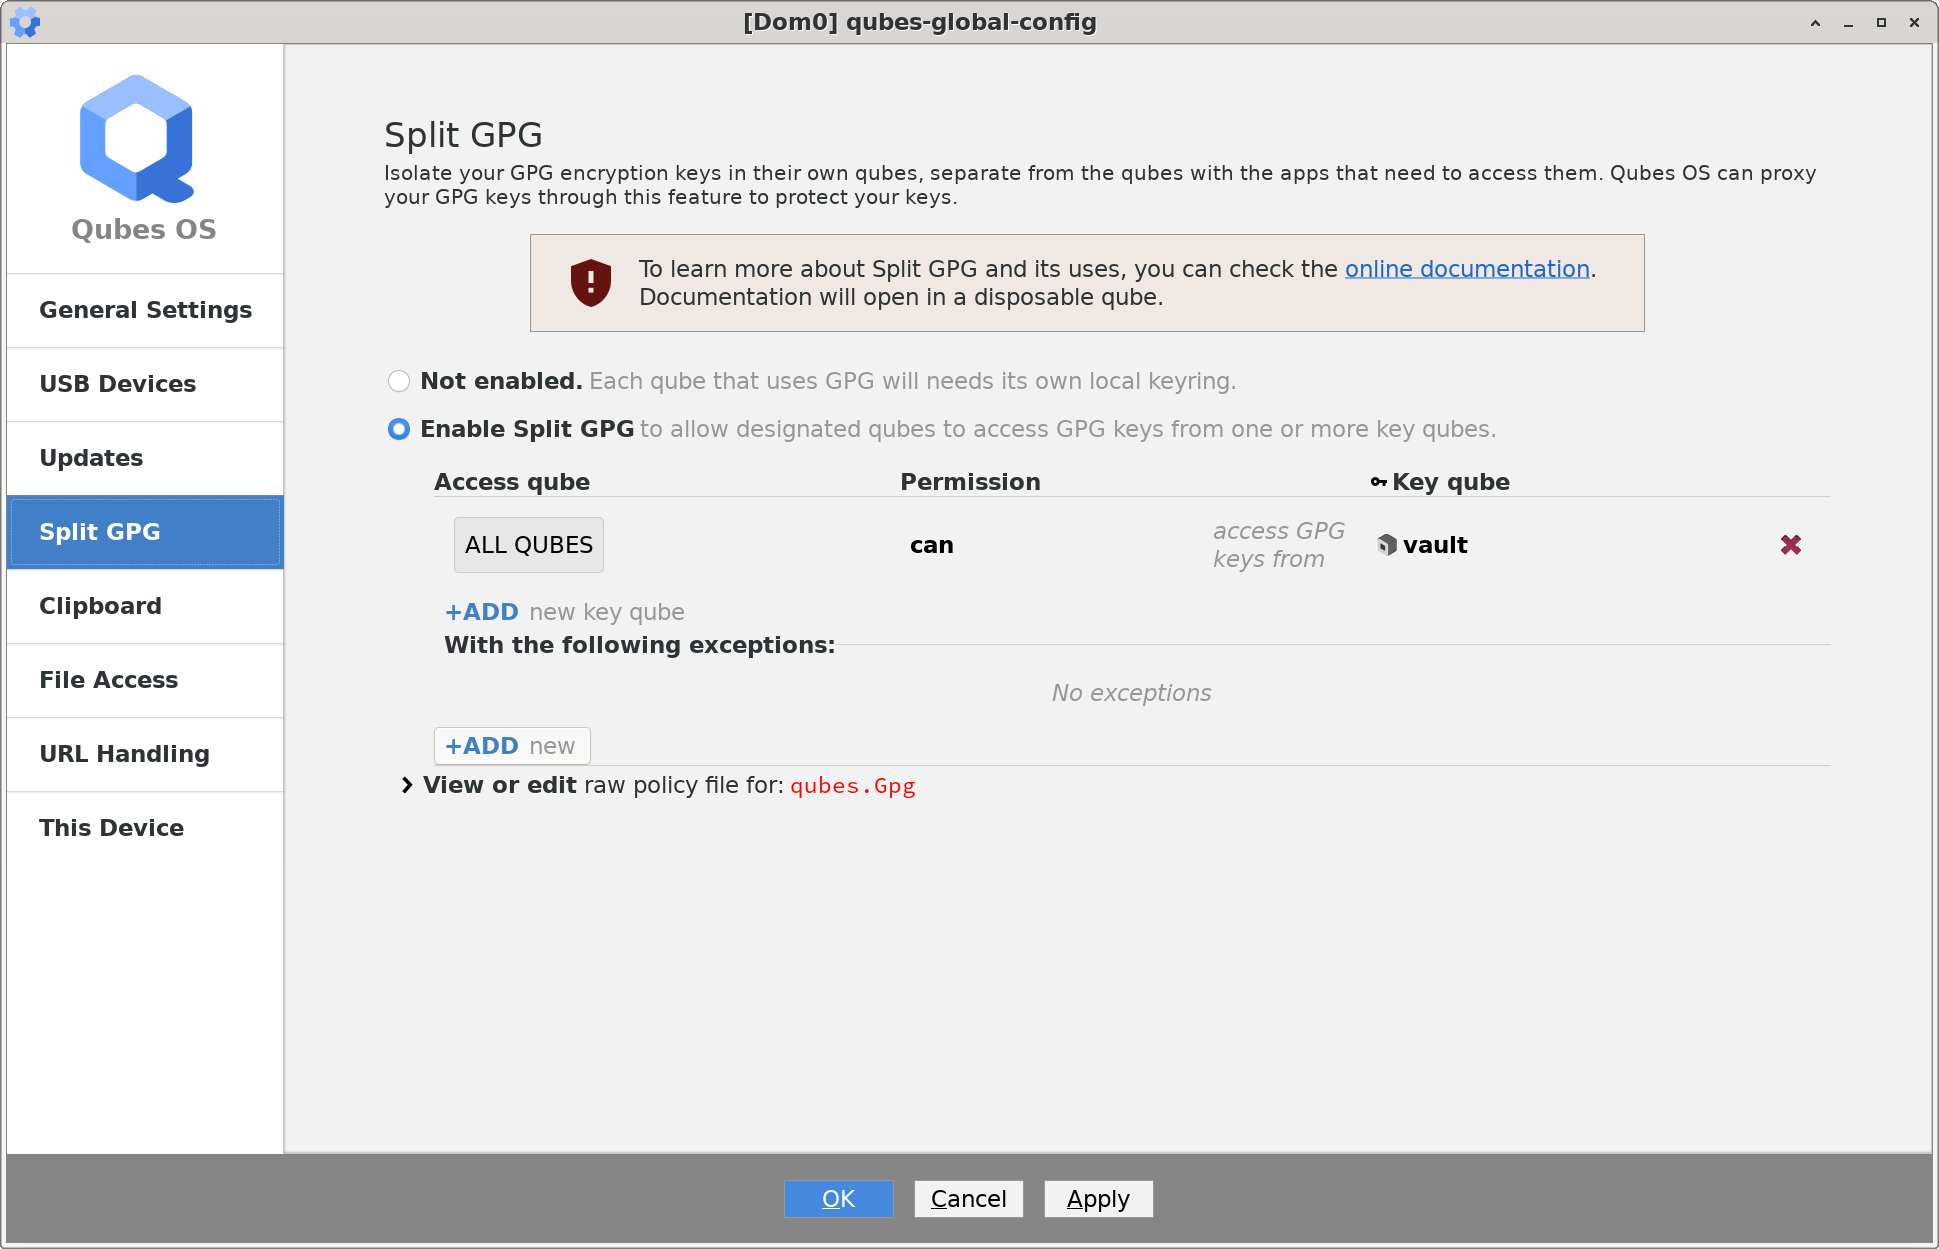 [Dom0] qubes-global-config
Qubes OS
General Settings
USB Devices
Updates
Split GPG
Clipboard
File Access
URL Handling
This Device
Split GPG
Isolate your GPG encryption keys in their own qubes, separate from the qubes with the apps that need to access them. Qubes OS can proxy
your GPG keys through this feature to protect your keys.
To learn more about Split GPG and its uses, you can check the online documentation.
Documentation will open in a disposable qube.
Not enabled. Each qube that uses GPG will needs its own local keyring.
Enable Split GPG to allow designated qubes to access GPG keys from one or more key qubes.
Access qube Permission Key qube
ALL QUBES can access GPG keys from vault
+ADD new key qube
With the following exceptions:
No exceptions
+ADD new
View or edit raw policy file for: qubes.Gpg
OK Cancel Apply